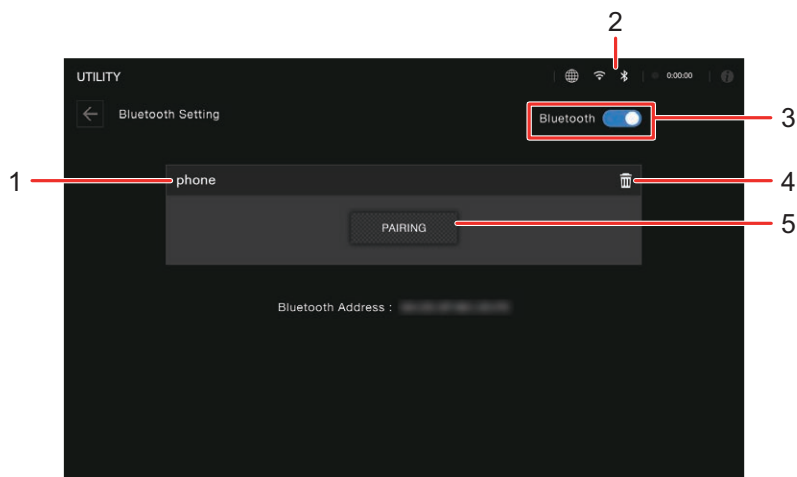 2
UTILITY 0:00:00
Bluetooth Setting Bluetooth 3
1 phone 4
PAIRING 5
Bluetooth Address :